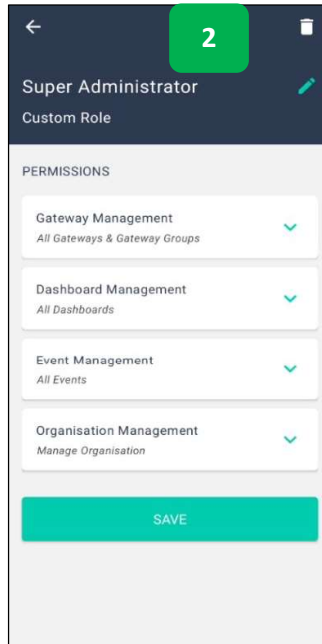 2
Super Administrator
Custom Role
PERMISSIONS
Gateway Management
All Gateways & Gateway Groups
Dashboard Management
All Dashboards
Event Management
All Events
Organisation Management
Manage Organisation
SAVE